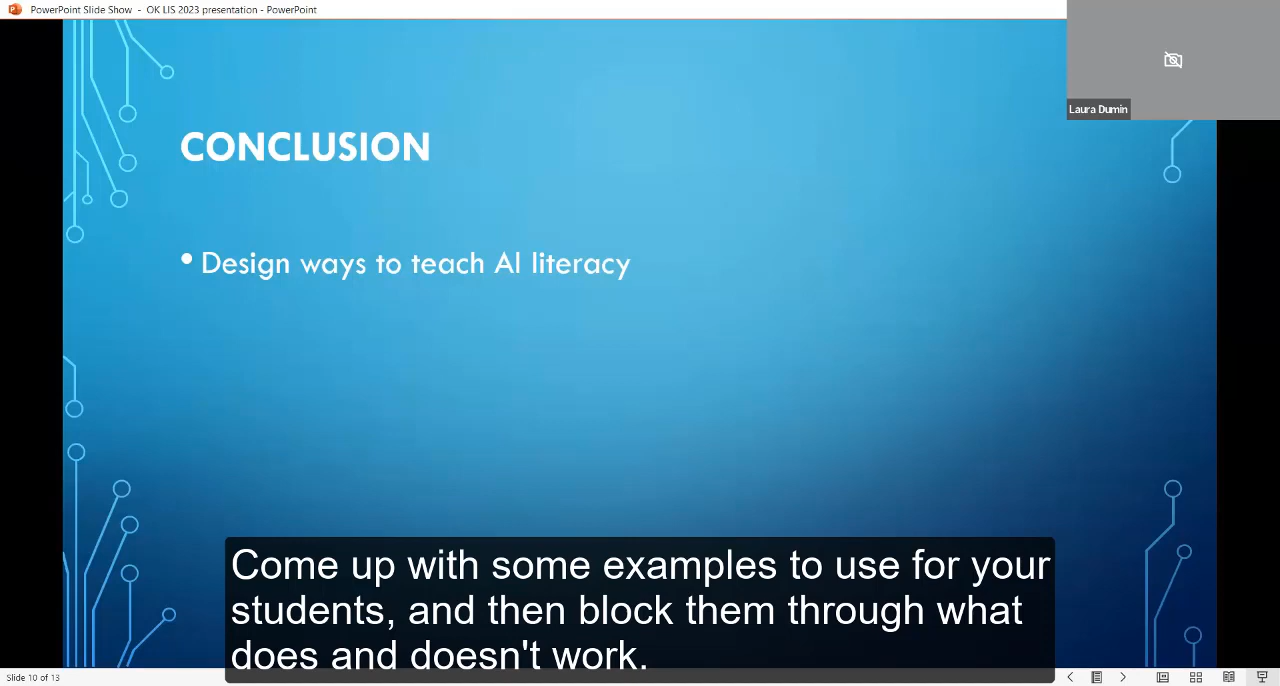 PowerPoint Slide Show - OK LIS 2023 presentation - PowerPoint
Laura Dumin
CONCLUSION
• Design ways to teach AI literacy
Come up with some examples to use for your
students, and then block them through what
does and doesn't work.
Slide 10 of 13